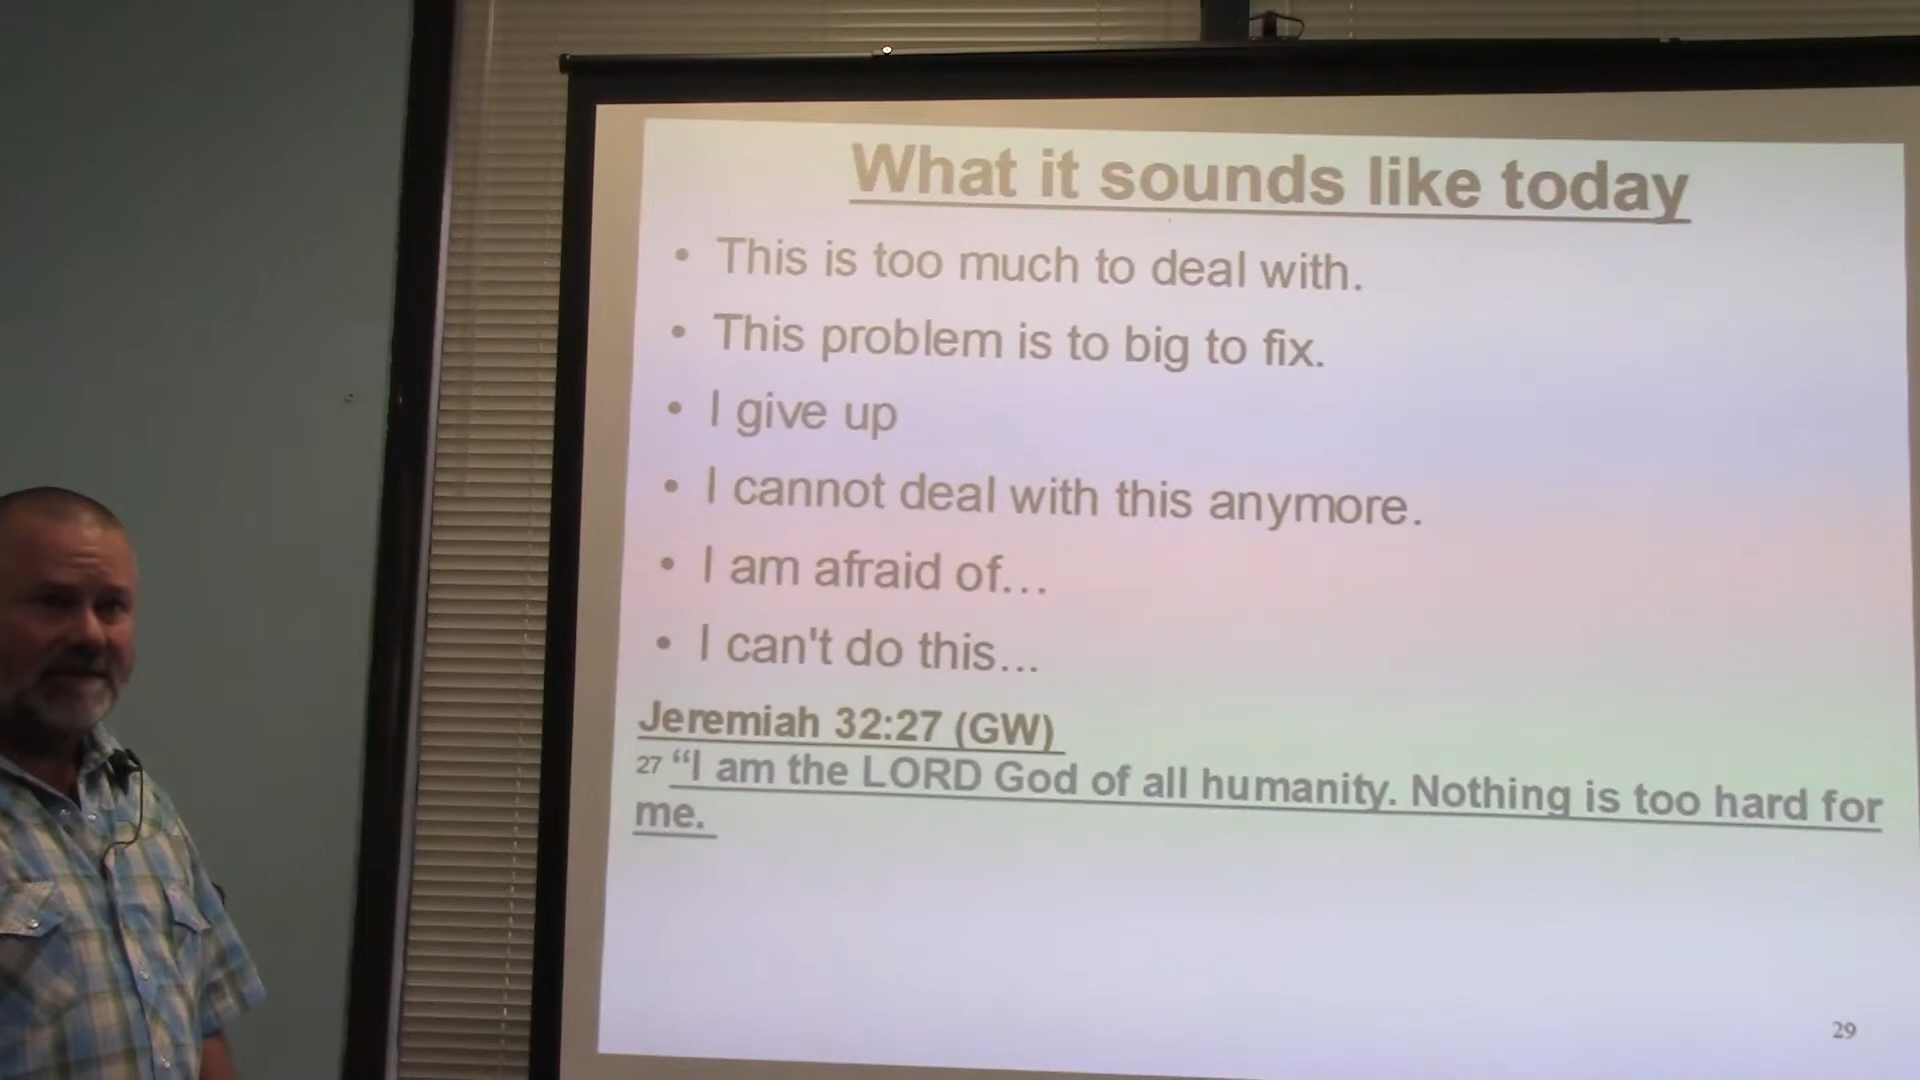 What it sounds like today
• This is too much to deal with.
• This problem is to big to fix.
• I give up
• I cannot deal with this anymore.
• I am afraid of...
• I can't do this...
Jeremiah 32:27 (GW)
27 “I am the LORD God of all humanity. Nothing is too hard for
me.
29